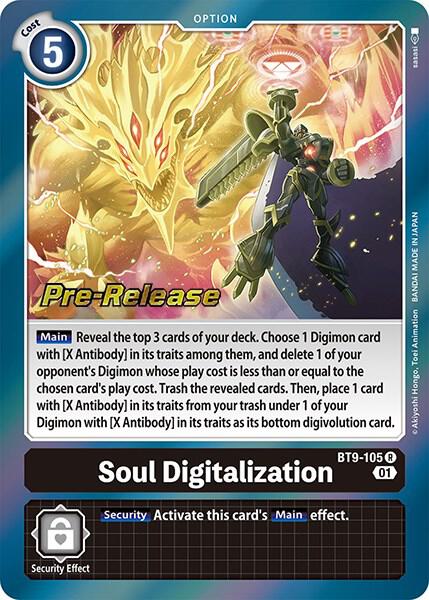 OPTION
Cost
5
sasasi
Pre-Release
Main Reveal the top 3 cards of your deck. Choose 1 Digimon card
with [X Antibody] in its traits among them, and delete 1 of your
opponent's Digimon whose play cost is less than or equal to the
chosen card's play cost. Trash the revealed cards. Then, place 1 card
with [X Antibody] in its traits from your trash under 1 of your
Digimon with [X Antibody] in its traits as its bottom digivolution card.
© Akiyoshi Hongo, Toei Animation BANDAI MADE IN JAPAN
BT9-105 R
Soul Digitalization
01
Security Activate this card's Main effect.
Security Effect